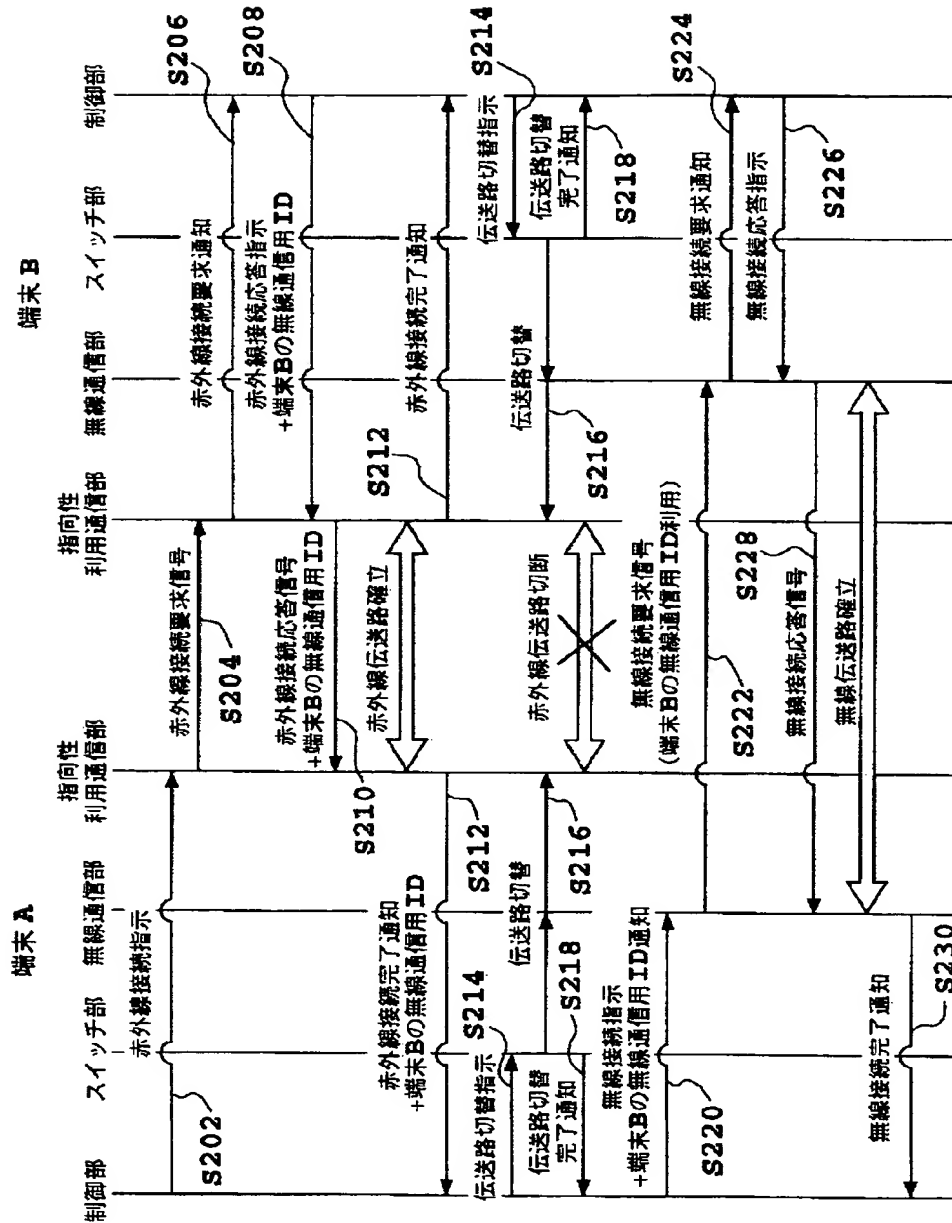 端末A
端末B
制御部
スイッチ部
無線通信部
指向性
利用通信部
指向性
利用通信部
無線通信部
スイッチ部
制御部
赤外線接続指示
S202
赤外線接続要求信号
S204
赤外線接続要求通知
S206
赤外線接続応答指示
+端末Bの無線通信用ID
S208
赤外線接続応答信号
+端末Bの無線通信用ID
S210
赤外線伝送路確立
赤外線接続完了通知
+端末Bの無線通信用ID
S212
赤外線接続完了通知
S212
伝送路切替指示
S214
伝送路切替
S216
伝送路切替
完了通知
S218
赤外線伝送路切断
伝送路切替指示
S214
伝送路切替
S216
伝送路切替
完了通知
S218
無線接続指示
+端末Bの無線通信用ID通知
S220
無線接続要求信号
(端末Bの無線通信用ID利用)
S222
無線接続要求通知
S224
無線接続応答指示
S226
無線接続応答信号
S228
無線伝送路確立
無線接続完了通知
S230